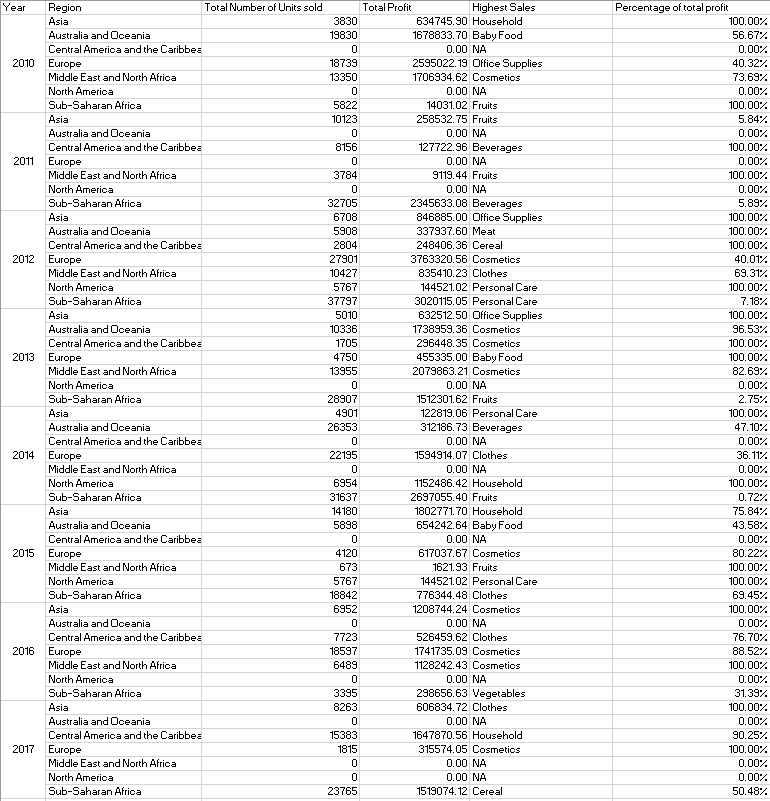 Year Region Total Number of Units sold Total Profit Highest Sales Percentage of total profit
Asia 3830 634745.90 Household 100.00%
Australia and Oceania 19830 1678833.70 Baby Food 56.67%
Central America and the Caribbea 0 0.00 NA 0.00%
2010 Europe 18739 2595022.19 Office Supplies 40.32%
Middle East and North Africa 13350 1706934.62 Cosmetics 73.69%
North America 0 0.00 NA 0.00%
Sub-Saharan Africa 5822 14031.02 Fruits 100.00%
Asia 10123 258532.75 Fruits 5.84%
Australia and Oceania 0 0.00 NA 0.00%
Central America and the Caribbea 8156 127722.96 Beverages 100.00%
2011 Europe 0 0.00 NA 0.00%
Middle East and North Africa 3784 9119.44 Fruits 100.00%
North America 0 0.00 NA 0.00%
Sub-Saharan Africa 32705 2345633.08 Beverages 5.89%
Asia 6708 846885.00 Office Supplies 100.00%
Australia and Oceania 5908 337937.60 Meat 100.00%
Central America and the Caribbea 2804 248406.36 Cereal 100.00%
2012 Europe 27901 3763320.56 Cosmetics 40.01%
Middle East and North Africa 10427 835410.23 Clothes 69.31%
North America 5767 144521.02 Personal Care 100.00%
Sub-Saharan Africa 37797 3020115.05 Personal Care 7.18%
Asia 5010 632512.50 Office Supplies 100.00%
Australia and Oceania 10336 1738959.36 Cosmetics 96.53%
Central America and the Caribbea 1705 296448.35 Cosmetics 100.00%
2013 Europe 4750 455335.00 Baby Food 100.00%
Middle East and North Africa 13955 2079863.21 Cosmetics 82.69%
North America 0 0.00 NA 0.00%
Sub-Saharan Africa 28907 1512301.62 Fruits 2.75%
Asia 4901 122819.06 Personal Care 100.00%
Australia and Oceania 26353 312186.73 Beverages 47.10%
Central America and the Caribbea 0 0.00 NA 0.00%
2014 Europe 22195 1594914.07 Clothes 36.11%
Middle East and North Africa 0 0.00 NA 0.00%
North America 6954 1152486.42 Household 100.00%
Sub-Saharan Africa 31637 2697055.40 Fruits 0.72%
Asia 14180 1802771.70 Household 75.84%
Australia and Oceania 5898 654242.64 Baby Food 43.58%
Central America and the Caribbea 0 0.00 NA 0.00%
2015 Europe 4120 617037.67 Cosmetics 80.22%
Middle East and North Africa 673 1621.93 Fruits 100.00%
North America 5767 144521.02 Personal Care 100.00%
Sub-Saharan Africa 18842 776344.48 Clothes 69.45%
Asia 6952 1208744.24 Cosmetics 100.00%
Australia and Oceania 0 0.00 NA 0.00%
Central America and the Caribbea 7723 526459.62 Clothes 76.70%
2016 Europe 18597 1741735.09 Cosmetics 88.52%
Middle East and North Africa 6489 1128242.43 Cosmetics 100.00%
North America 0 0.00 NA 0.00%
Sub-Saharan Africa 3395 298656.63 Vegetables 31.39%
Asia 8263 606834.72 Clothes 100.00%
Australia and Oceania 0 0.00 NA 0.00%
Central America and the Caribbea 15383 1647870.56 Household 90.25%
2017 Europe 1815 315574.05 Cosmetics 100.00%
Middle East and North Africa 0 0.00 NA 0.00%
North America 0 0.00 NA 0.00%
Sub-Saharan Africa 23765 1519074.12 Cereal 50.48%